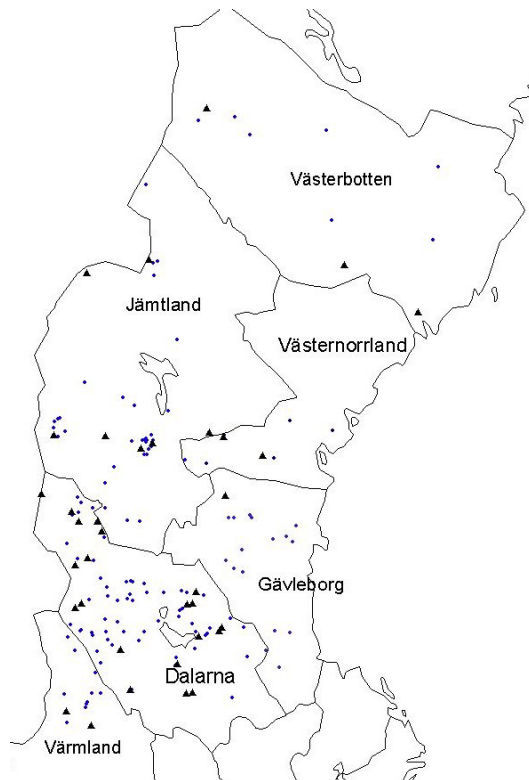 Västerbotten
Jämtland
Västernorrland
Gävleborg
Dalarna
Värmland